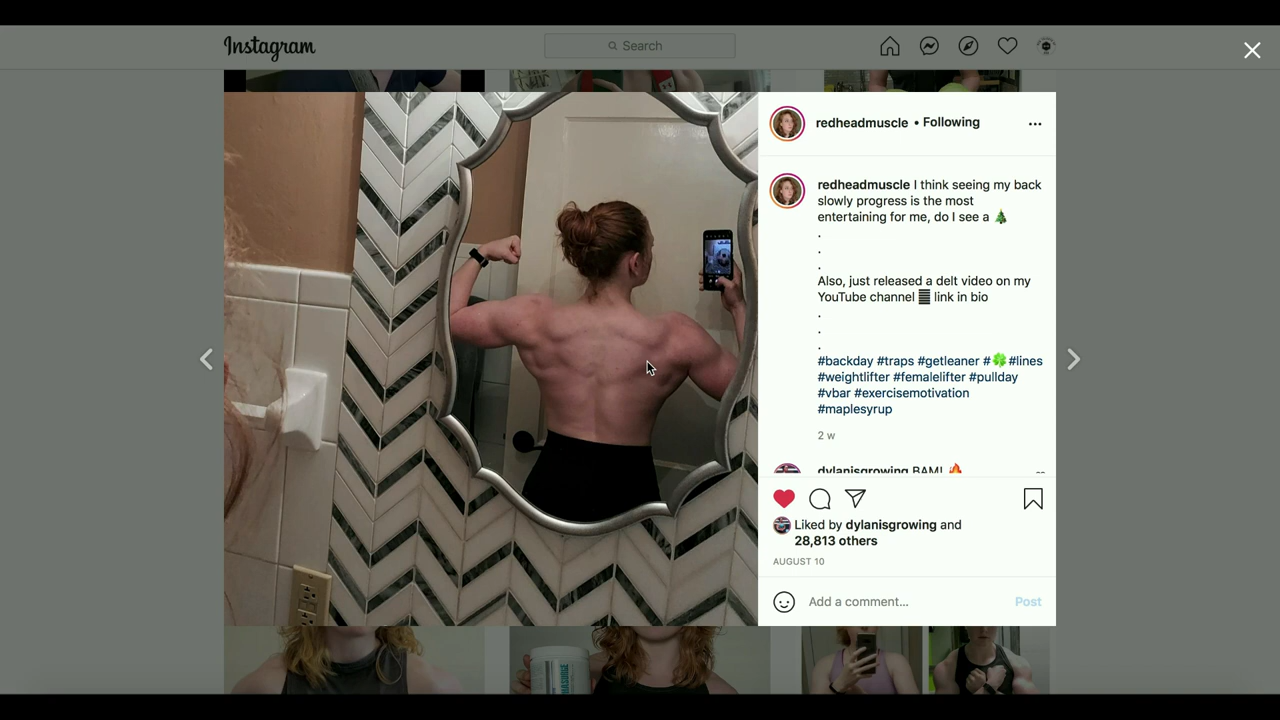 Instagram
Search
redheadmuscle • Following
redheadmuscle I think seeing my back
slowly progress is the most
entertaining for me, do I see a 🎄
.
.
.
Also, just released a delt video on my
YouTube channel link in bio
.
.
.
#backday #traps #getleaner #🍀 #lines
#weightlifter #femalelifter #pullday
#vbar #exercisemotivation
#maplesyrup
2 w
dylanisgrowing BAM! 🔥
Liked by dylanisgrowing and
28,813 others
AUGUST 10
Add a comment...
Post